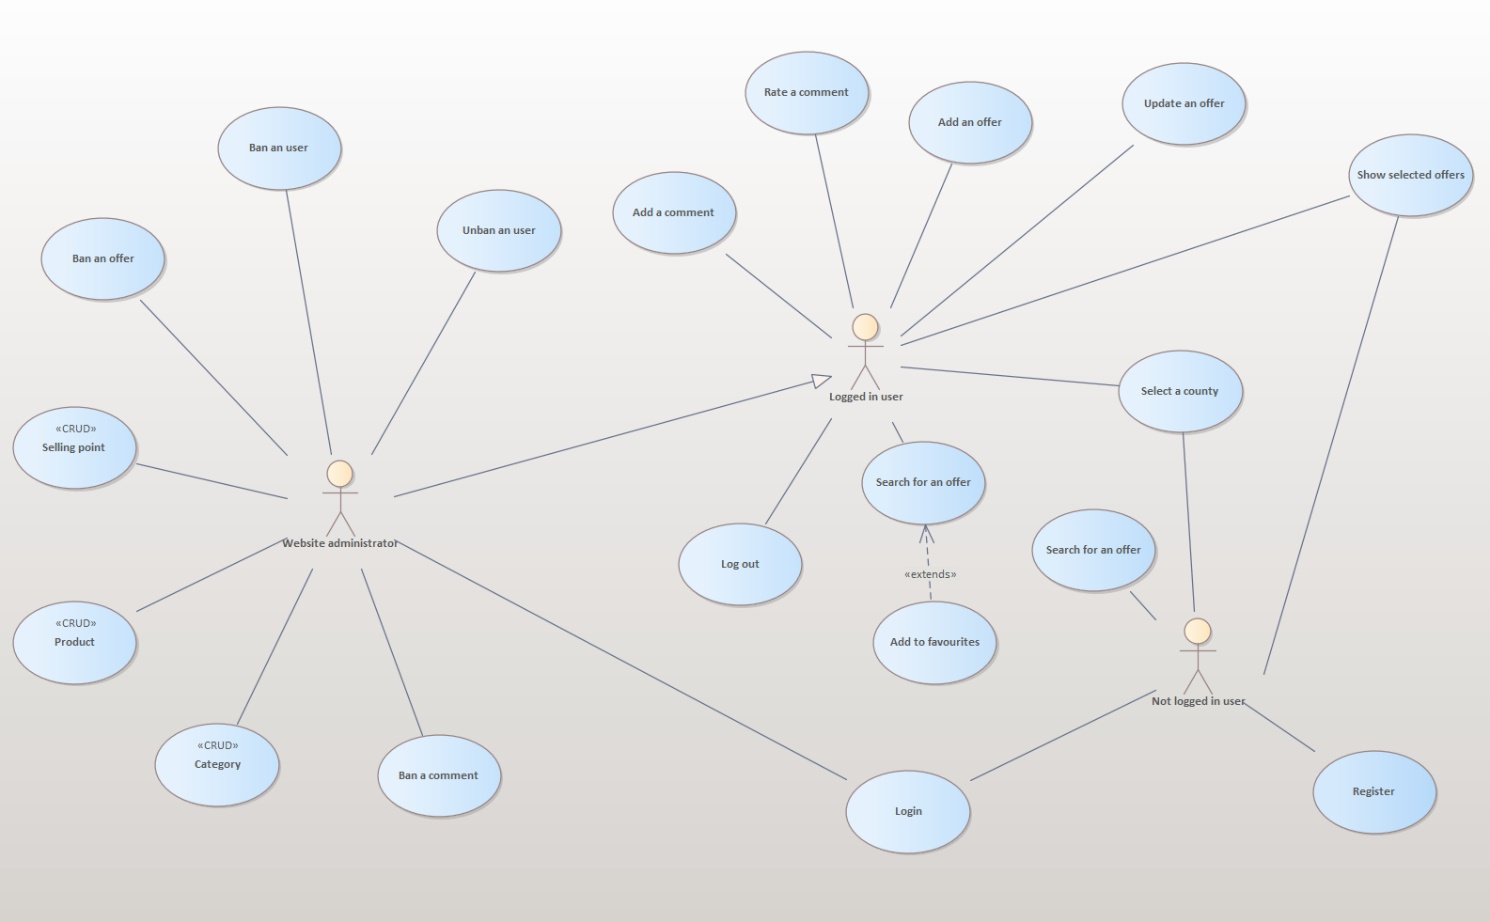 Rate a comment
Update an offer
Add an offer
Ban an user
Show selected offers
Add a comment
Unban an user
Ban an offer
Select a county
Logged in user
«CRUD»
Selling point
Search for an offer
Website administrator
Search for an offer
Log out
«extends»
«CRUD»
Product
Add to favourites
Not logged in user
«CRUD»
Category
Ban a comment
Register
Login